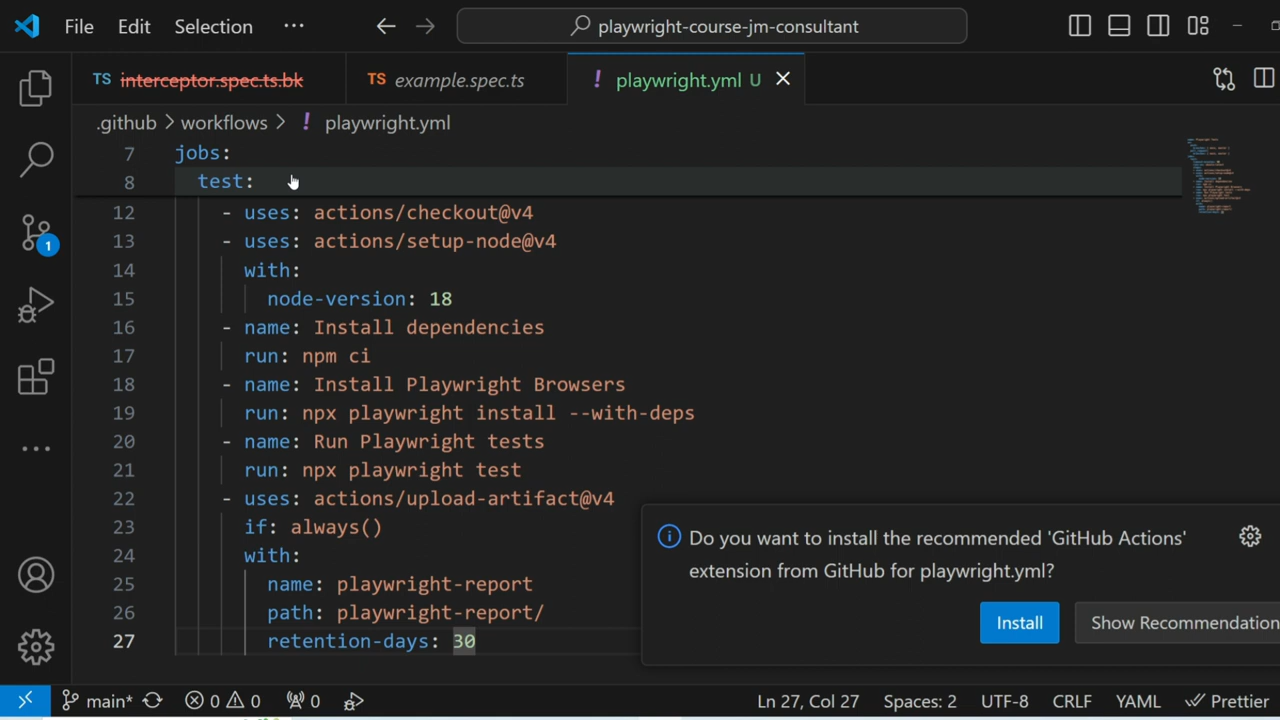 File Edit Selection ··· playwright-course-jm-consultant
TS interceptor.spec.ts.bk TS example.spec.ts ! playwright.yml U
.github > workflows > ! playwright.yml
7 jobs:
8 test:
12 - uses: actions/checkout@v4
13 - uses: actions/setup-node@v4
14 with:
15 node-version: 18
16 - name: Install dependencies
17 run: npm ci
18 - name: Install Playwright Browsers
19 run: npx playwright install --with-deps
20 - name: Run Playwright tests
21 run: npx playwright test
22 - uses: actions/upload-artifact@v4
23 if: always()
24 with:
25 name: playwright-report
26 path: playwright-report/
27 retention-days: 30
1
Do you want to install the recommended 'GitHub Actions'
extension from GitHub for playwright.yml?
Install Show Recommendation
main* 0 0 0 Ln 27, Col 27 Spaces: 2 UTF-8 CRLF YAML Prettier